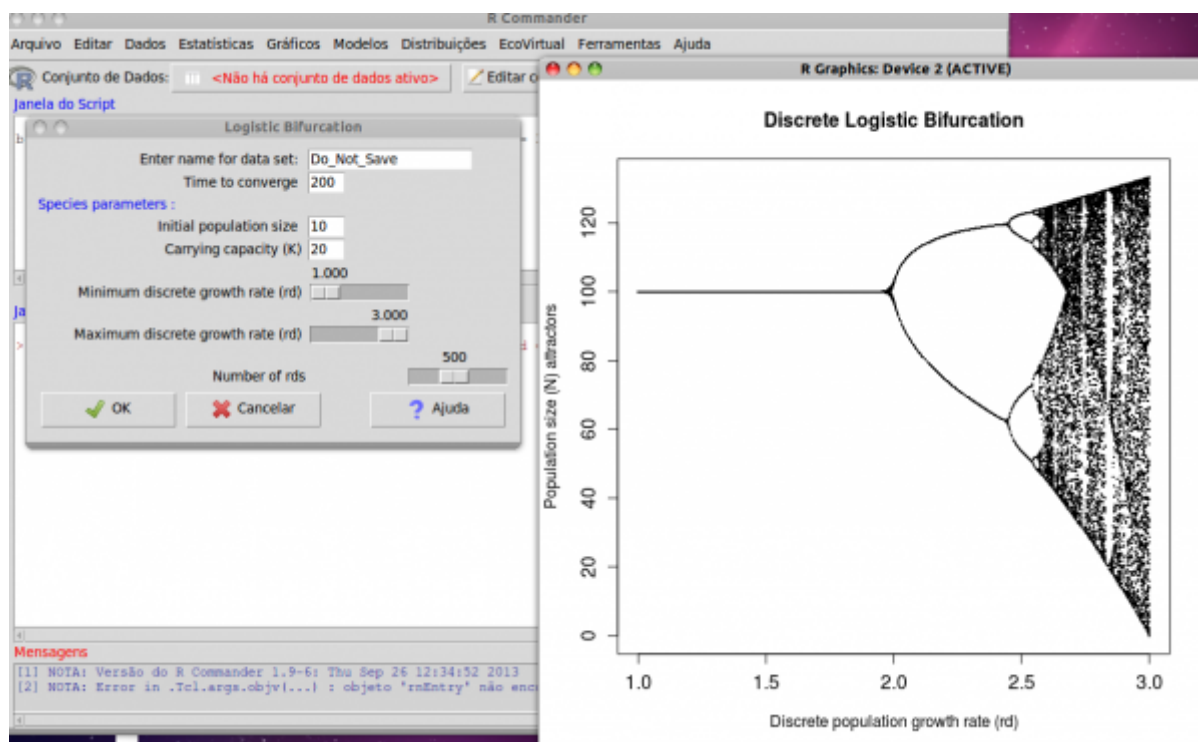 R Commander
Arquivo Editar Dados Estatísticas Gráficos Modelos Distribuições EcoVirtual Ferramentas Ajuda
Conjunto de Dados: <Não há conjunto de dados ativo> Editar
Janela do Script
Logistic Bifurcation
Enter name for data set: Do_Not_Save
Time to converge 200
Species parameters :
Initial population size 10
Carrying capacity (K) 20
1.000
Minimum discrete growth rate (rd)
3.000
Maximum discrete growth rate (rd)
500
Number of rds
OK Cancelar ? Ajuda
Mensagens
[1] NOTA: Versão do R Commander 1.9-6: Thu Sep 26 12:34:52 2013
[2] NOTA: Error in .Tcl.args.objv(...) : objeto 'rnEntry' não
R Graphics: Device 2 (ACTIVE)
Discrete Logistic Bifurcation
Population size (N) attractors
120
100
80
60
40
20
0
1.0 1.5 2.0 2.5 3.0
Discrete population growth rate (rd)